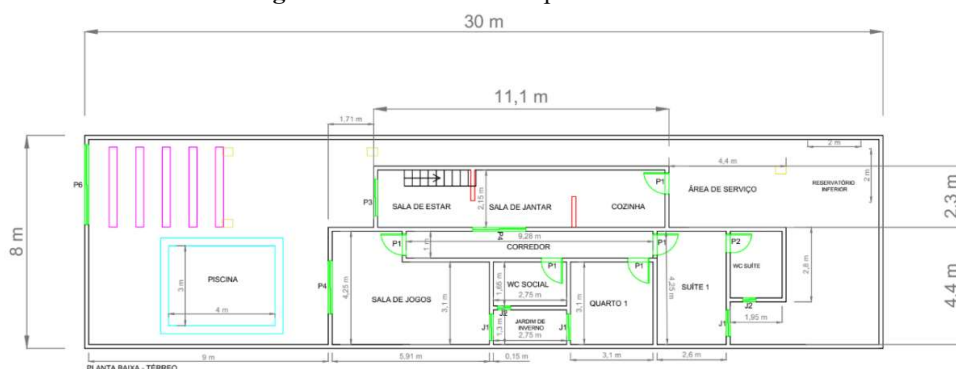 30 m
11,1 m
1.71 m
2 m
4,4 m
P6
P3
SALA DE ESTAR
2,15 m
SALA DE JANTAR
COZINHA
P1
ÁREA DE SERVIÇO
RESERVATÓRIO
INFERIOR
2 m
2.3 m
8 m
P4
9,28 m
P1
1 m
CORREDOR
P1
P2
PISCINA
3 m
4 m
P4
4,25 m
SALA DE JOGOS
3,1 m
P1
WC SOCIAL
1,65 m
2,75 m
P1
QUARTO 1
3,1 m
SUÍTE 1
4,25 m
WC SUÍTE
2,8 m
J2
1,95 m
4.4 m
J1
J2
JARDIM DE
INVERNO
1,3 m
2,75 m
J1
J1
9 m
5,91 m
0,15 m
3,1 m
2,6 m
PLANTA BAIXA - TÉRREO